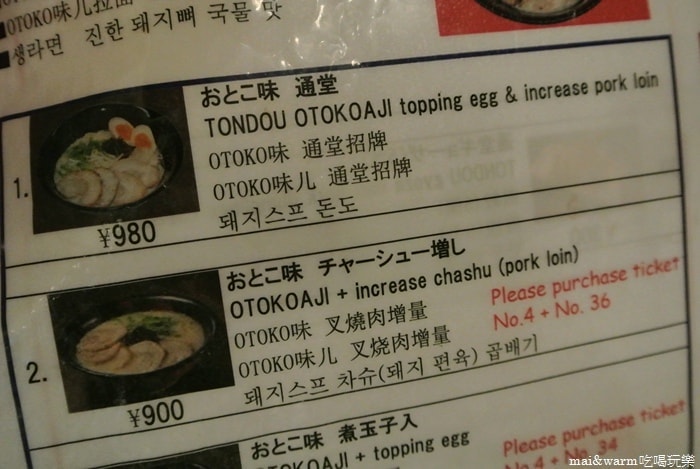 OTOKO味儿拉面
■생라면 진한 돼지뼈 국물 맛
1.
おとこ味 通堂
TONDOU OTOKOAJI topping egg & increase pork loin
OTOKO味 通堂招牌
OTOKO味儿 通堂招牌
돼지스프 돈도
¥980
2.
おとこ味 チャーシュー増し
OTOKOAJI + increase chashu (pork loin)
OTOKO味 叉燒肉增量
OTOKO味儿 叉烧肉增量
돼지스프 차슈(돼지 편육) 곱배기
Please purchase ticket
No.4 + No. 36
¥900
おとこ味 煮玉子入
OTOKOAJI + topping egg
Please purchase ticket
No.4 + No. 34
mai&warm吃喝玩樂